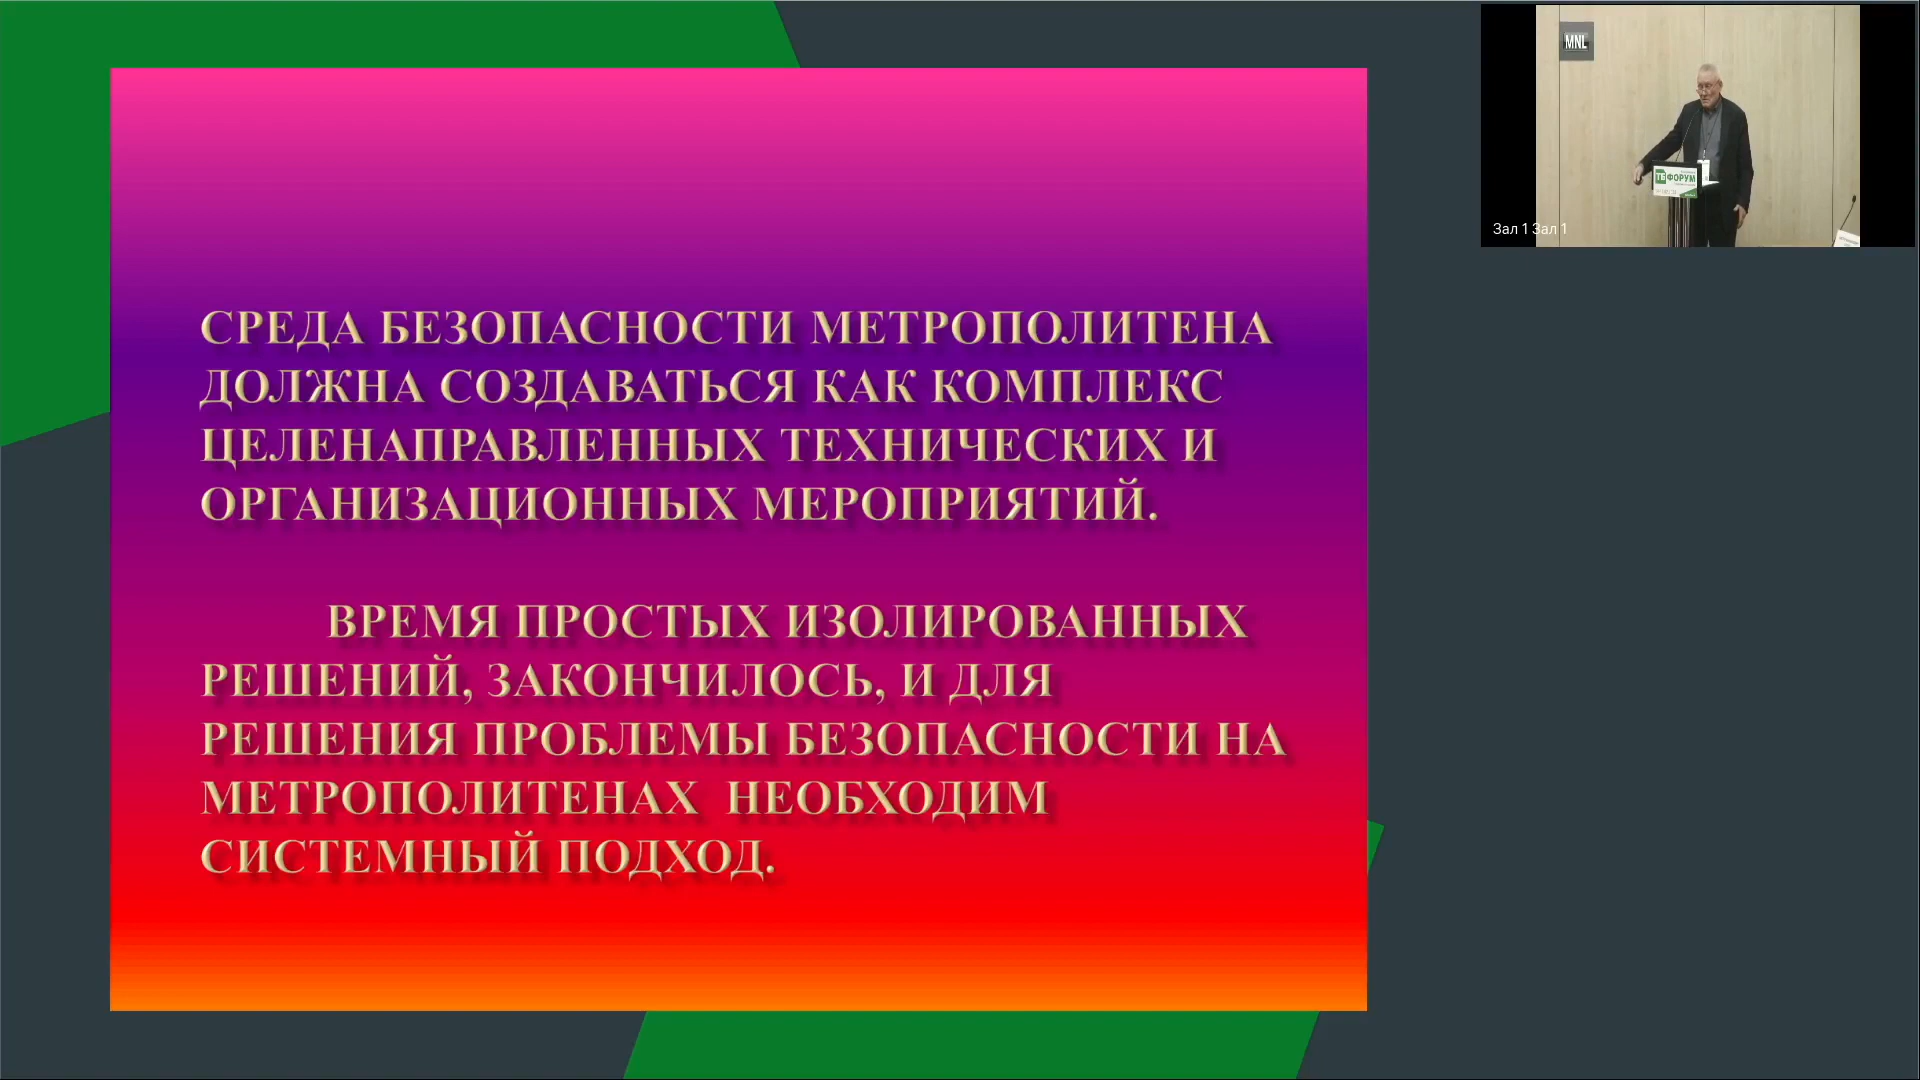 СРЕДА БЕЗОПАСНОСТИ МЕТРОПОЛИТЕНА
ДОЛЖНА СОЗДАВАТЬСЯ КАК КОМПЛЕКС
ЦЕЛЕНАПРАВЛЕННЫХ ТЕХНИЧЕСКИХ И
ОРГАНИЗАЦИОННЫХ МЕРОПРИЯТИЙ.
ВРЕМЯ ПРОСТЫХ ИЗОЛИРОВАННЫХ
РЕШЕНИЙ, ЗАКОНЧИЛОСЬ, И ДЛЯ
РЕШЕНИЯ ПРОБЛЕМЫ БЕЗОПАСНОСТИ НА
МЕТРОПОЛИТЕНАХ НЕОБХОДИМ
СИСТЕМНЫЙ ПОДХОД.
MNL
ТБ ФОРУМ
Зал 1 Зал 1